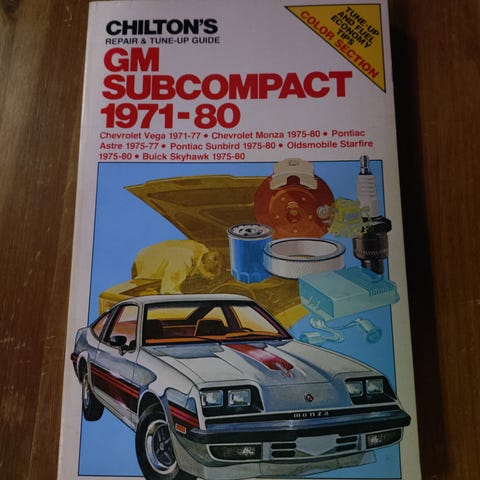 CHILTON'S
REPAIR & TUNE-UP GUIDE
GM
SUBCOMPACT
1971-80
Chevrolet Vega 1971-77 • Chevrolet Monza 1975-80 • Pontiac
Astre 1975-77 • Pontiac Sunbird 1975-80 • Oldsmobile Starfire
1975-80 • Buick Skyhawk 1975-80
TUNE-UP
AND FUEL
ECONOMY
TIPS
COLOR SECTION
monza